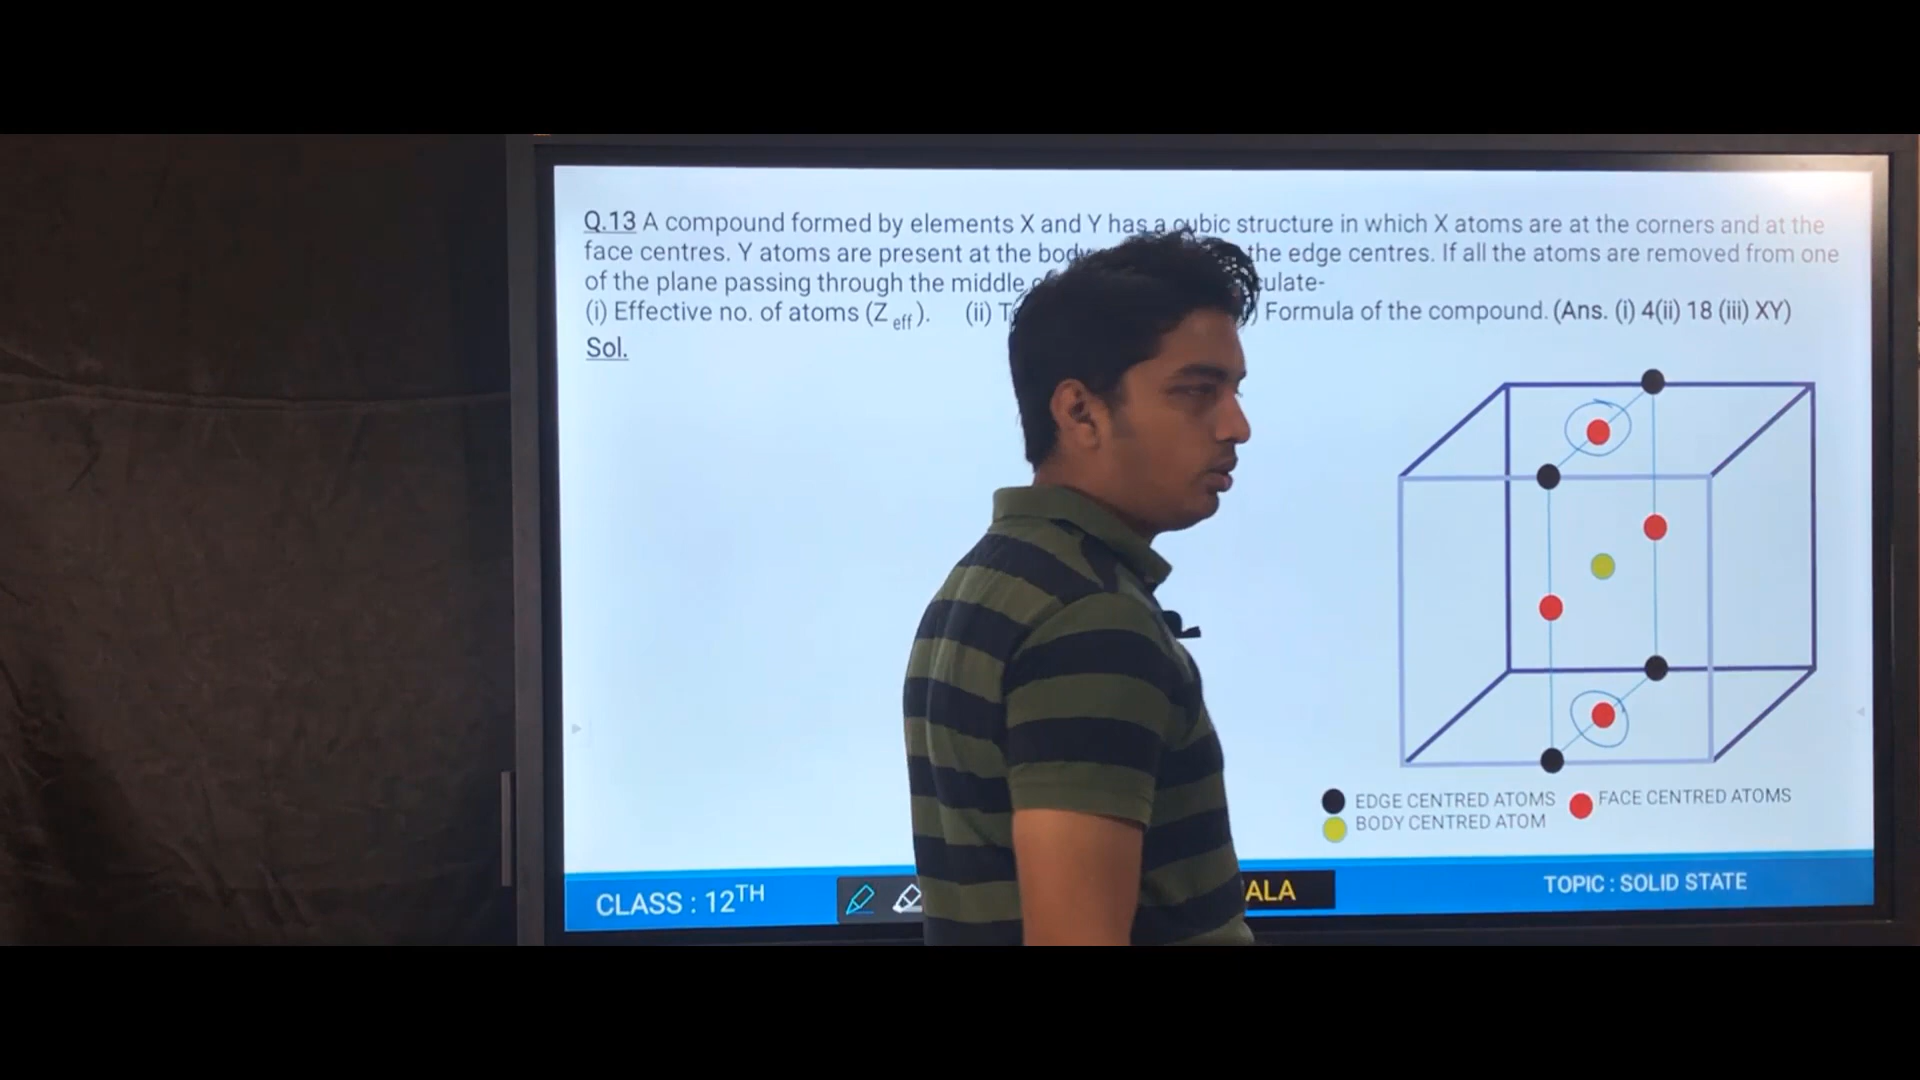 Q.13 A compound formed by elements X and Y has a cubic structure in which X atoms are at the corners and at the
face centres. Y atoms are present at the body the edge centres. If all the atoms are removed from one
of the plane passing through the middle culate-
(i) Effective no. of atoms (Z eff). (ii) T Formula of the compound. (Ans. (i) 4(ii) 18 (iii) XY)
Sol.
EDGE CENTRED ATOMS FACE CENTRED ATOMS
BODY CENTRED ATOM
CLASS : 12TH ALA TOPIC : SOLID STATE